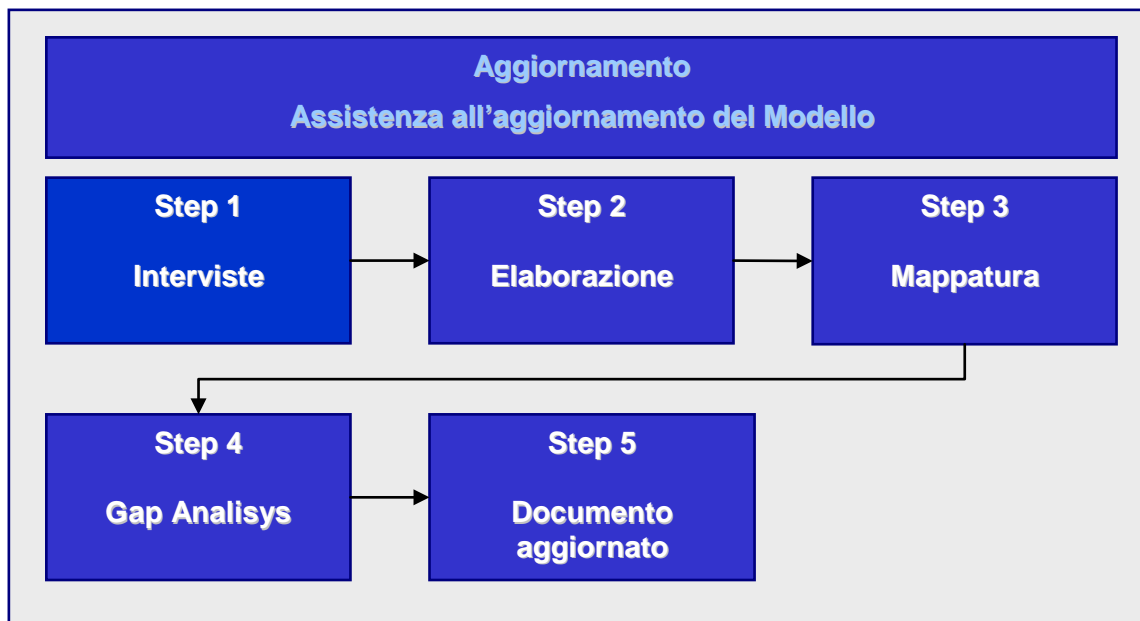 Aggiornamento
Assistenza all’aggiornamento del Modello
Step 1
Interviste
Step 2
Elaborazione
Step 3
Mappatura
Step 4
Gap Analisys
Step 5
Documento
aggiornato